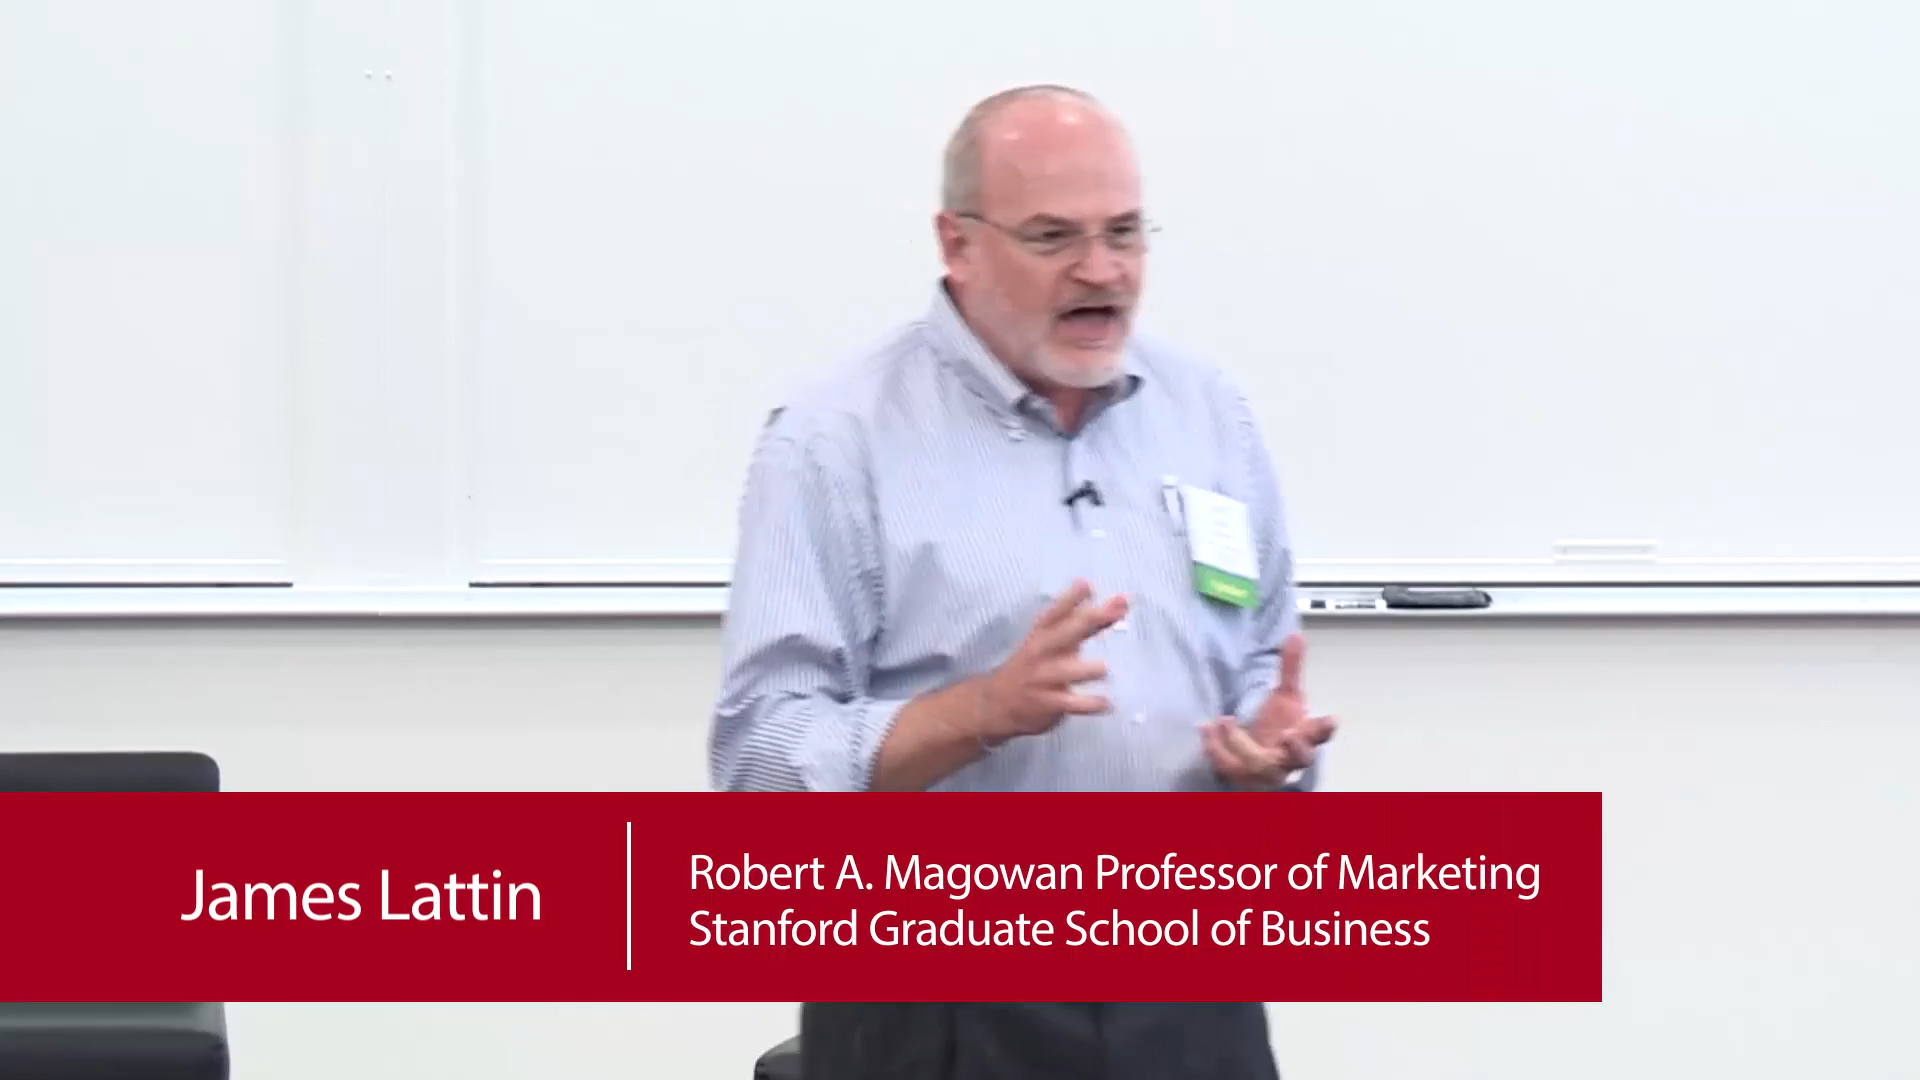 James Lattin
Robert A. Magowan Professor of Marketing
Stanford Graduate School of Business